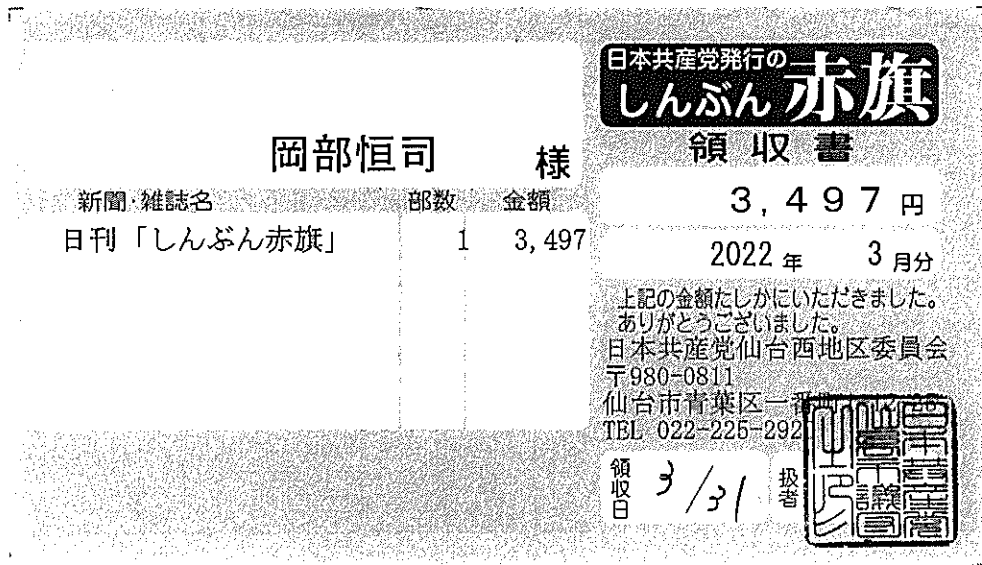 岡部恒司 様
新聞・雑誌名 部数 金額
日刊「しんぶん赤旗」 1 3,497
日本共産党発行の
しんぶん赤旗
領収書
3,497円
2022年 3月分
上記の金額たしかにいただきました。
ありがとうございました。
日本共産党仙台西地区委員会
〒980-0811
仙台市青葉区一番町
TEL 022-225-292
領収日 3/31
扱者